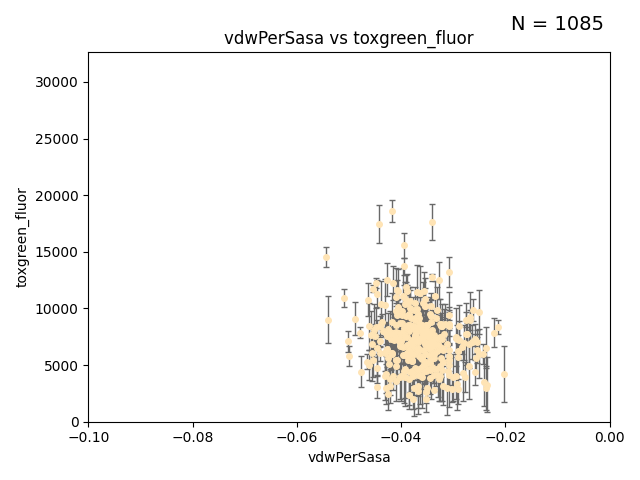 N = 1085
vdwPerSasa vs toxgreen_fluor
30000
25000
20000
15000
10000
5000
0
toxgreen_fluor
−0.10 −0.08 −0.06 −0.04 −0.02 0.00
vdwPerSasa